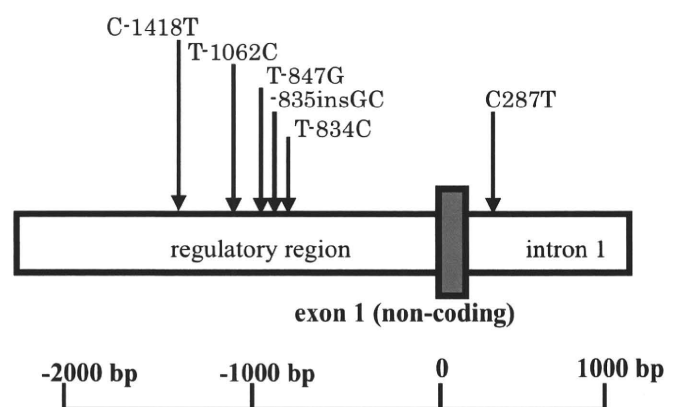 C-1418T
T-1062C
T-847G
-835insGC
T-834C
C287T
regulatory region
intron 1
exon 1 (non-coding)
-2000 bp -1000 bp 0 1000 bp